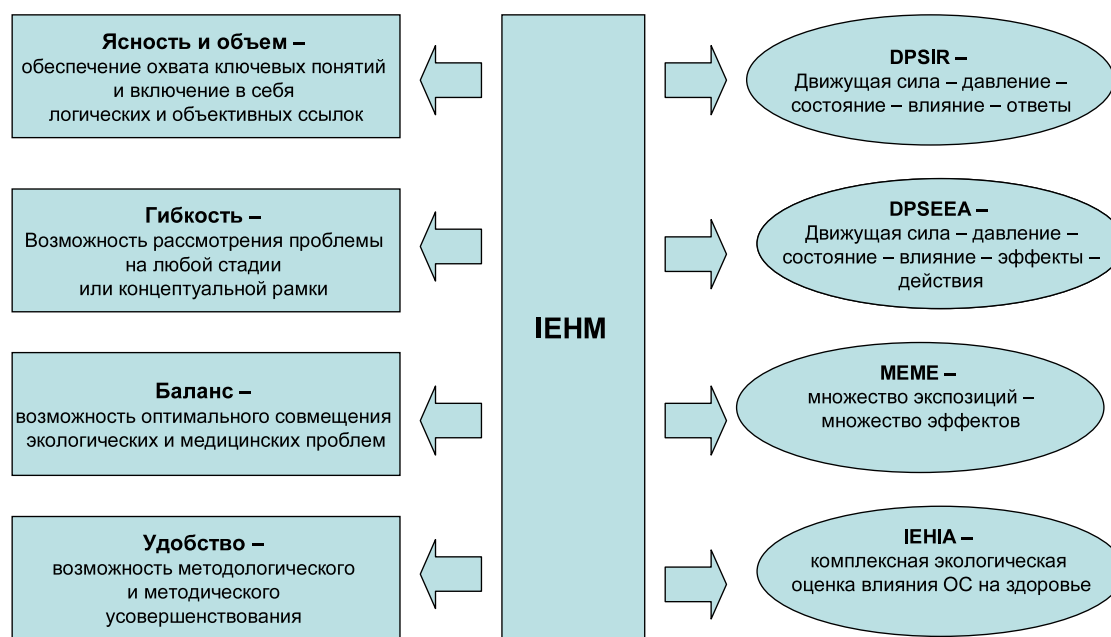 Ясность и объем –
обеспечение охвата ключевых понятий
и включение в себя
логических и объективных ссылок
Гибкость –
Возможность рассмотрения проблемы
на любой стадии
или концептуальной рамки
Баланс –
возможность оптимального совмещения
экологических и медицинских проблем
Удобство –
возможность методологического
и методического
усовершенствования
IEHM
DPSIR –
Движущая сила – давление –
состояние – влияние – ответы
DPSEEA –
Движущая сила – давление –
состояние – влияние – эффекты –
действия
MEME –
множество экспозиций –
множество эффектов
IEHIA –
комплексная экологическая
оценка влияния ОС на здоровье